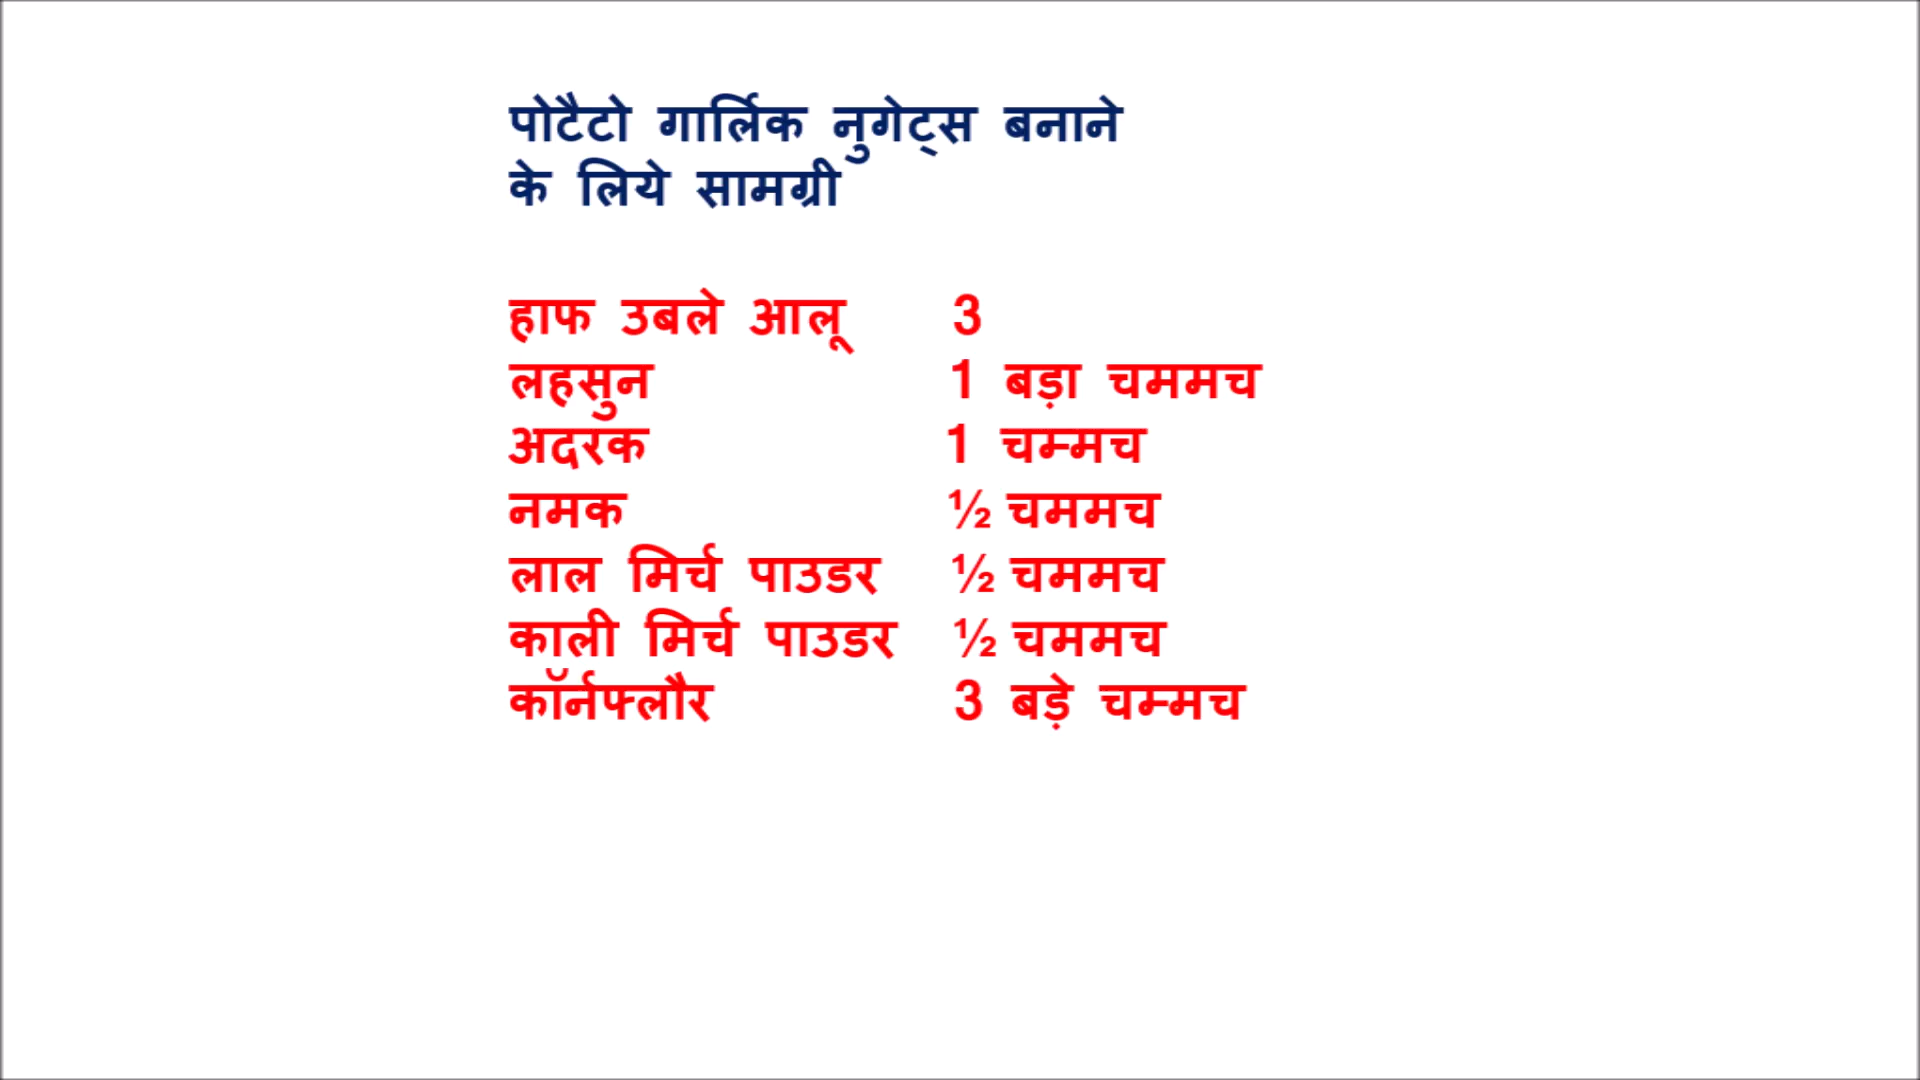 पोटैटो गार्लिक नुगेट्स बनाने
के लिये सामग्री
हाफ उबले आलू 3
लहसुन 1 बड़ा चममच
अदरक 1 चम्मच
नमक ½ चममच
लाल मिर्च पाउडर ½ चममच
काली मिर्च पाउडर ½ चममच
कॉर्नफ्लौर 3 बड़े चम्मच